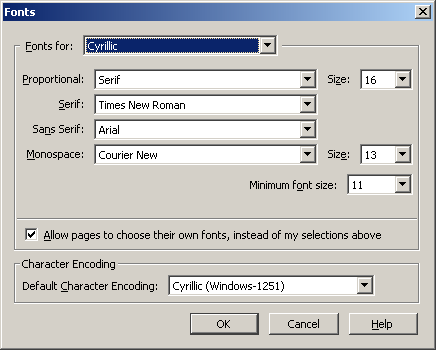 Fonts
Fonts for: Cyrillic
Proportional: Serif Size: 16
Serif: Times New Roman
Sans Serif: Arial
Monospace: Courier New Size: 13
Minimum font size: 11
Allow pages to choose their own fonts, instead of my selections above
Character Encoding
Default Character Encoding: Cyrillic (Windows-1251)
OK Cancel Help